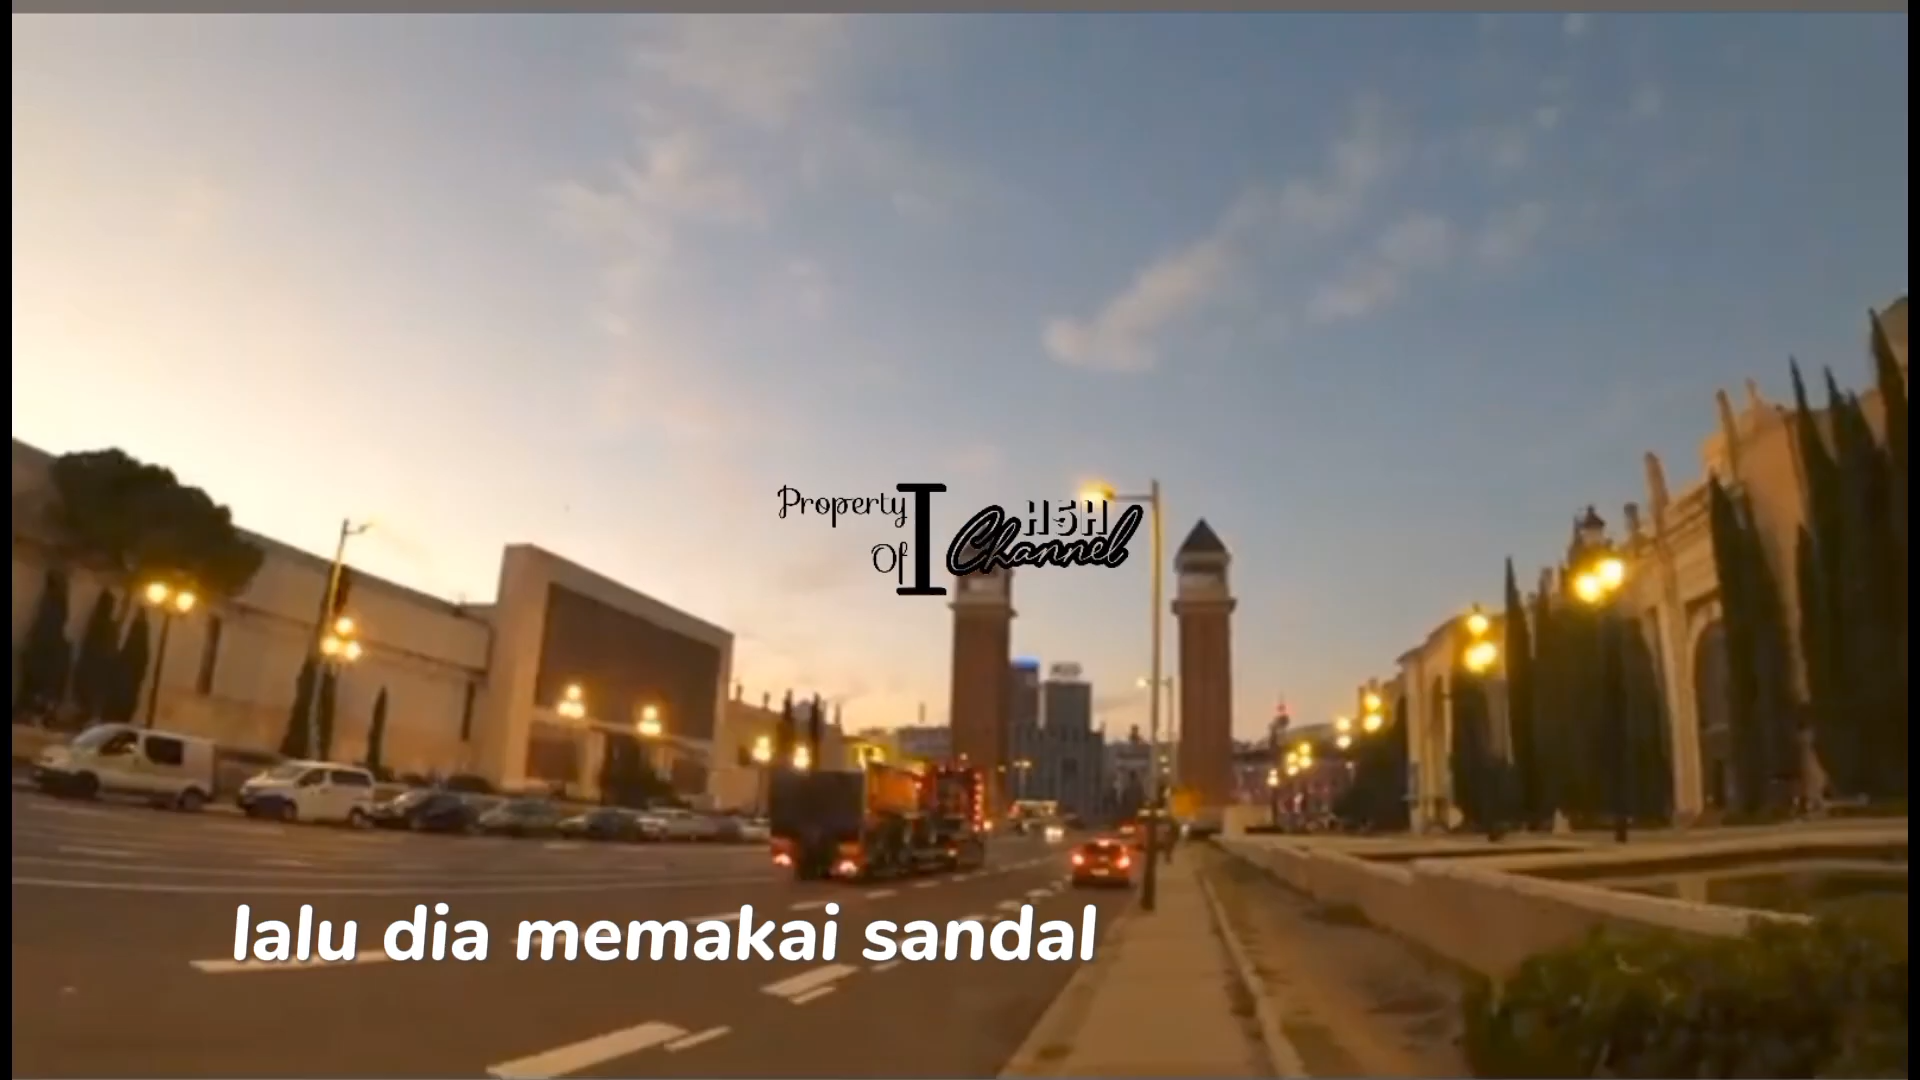 Property
Of
H5H
Channel
lalu dia memakai sandal